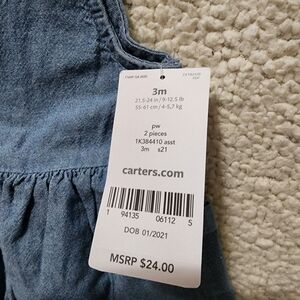 3m
21.5-24 in / 9-12.5 lb
55-61 cm / 4-5,7 kg
pw
2 pieces
1K384410 asst
3m s21
carters.com
1 94135 06112 5
DOB 01/2021
MSRP $24.00